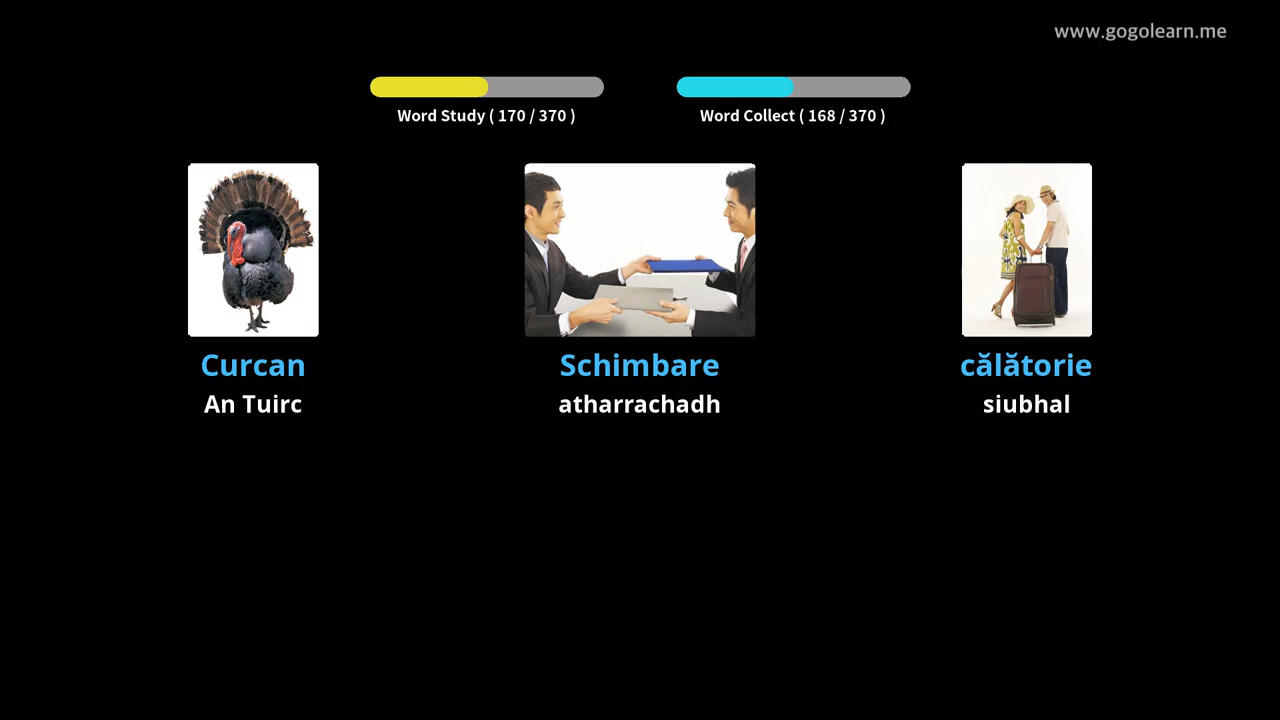 www.gogolearn.me
Word Study ( 170 / 370 )
Word Collect ( 168 / 370 )
Curcan
An Tuirc
Schimbare
atharrachadh
călătorie
siubhal